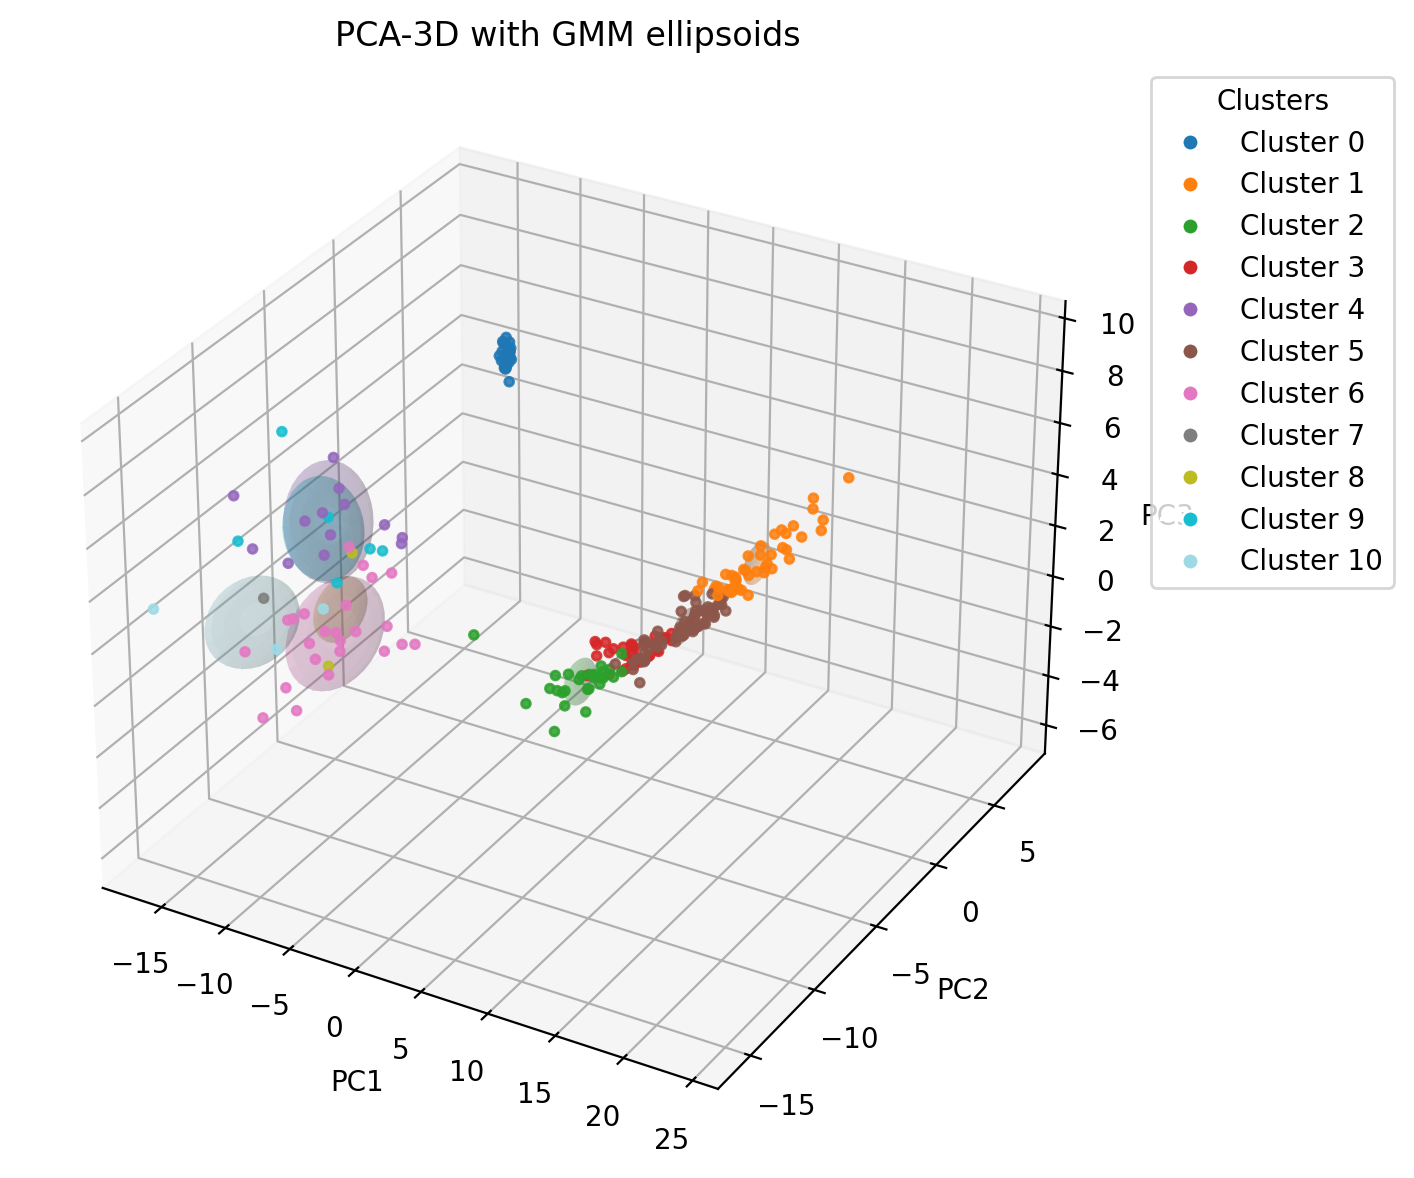 PCA-3D with GMM ellipsoids
Clusters
Cluster 0
Cluster 1
Cluster 2
Cluster 3
Cluster 4
Cluster 5
Cluster 6
Cluster 7
Cluster 8
Cluster 9
Cluster 10
10
8
6
4
2
0
−2
−4
−6
PC3
5
0
−5
−10
−15
PC2
−15
−10
−5
0
5
10
15
20
25
PC1